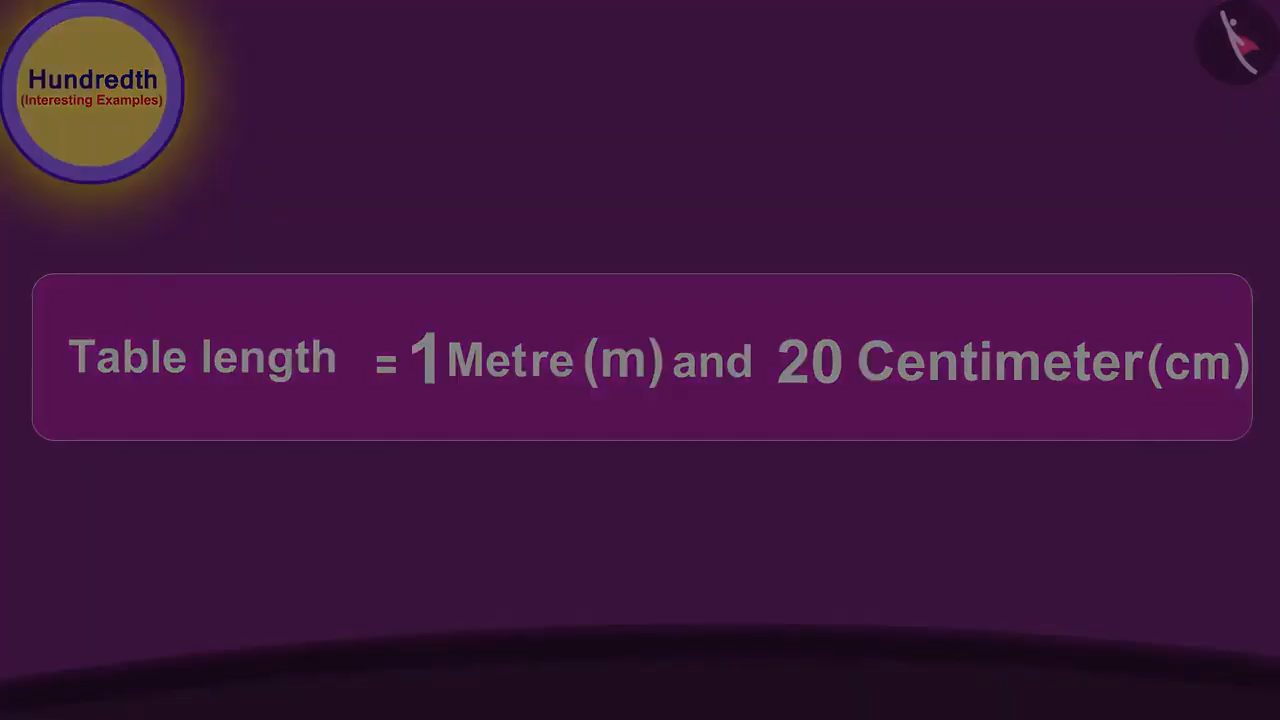 Hundredth
(Interesting Examples)
Table length = 1 Metre (m) and 20 Centimeter (cm)